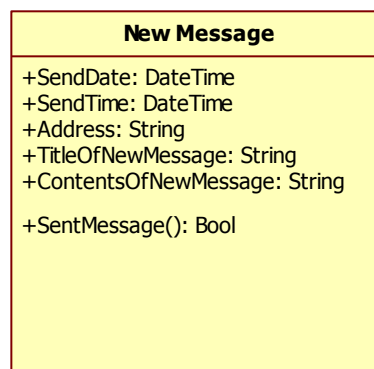 New Message
+SendDate: DateTime
+SendTime: DateTime
+Address: String
+TitleOfNewMessage: String
+ContentsOfNewMessage: String
+SentMessage(): Bool